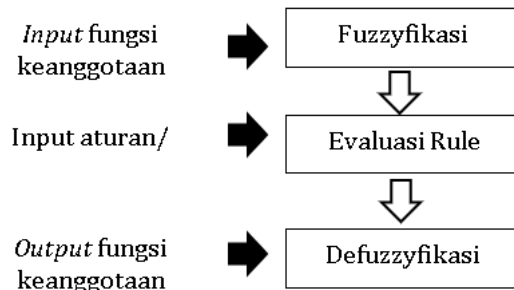 Input fungsi
keanggotaan
Fuzzyfikasi
Input aturan/
Evaluasi Rule
Output fungsi
keanggotaan
Defuzzyfikasi